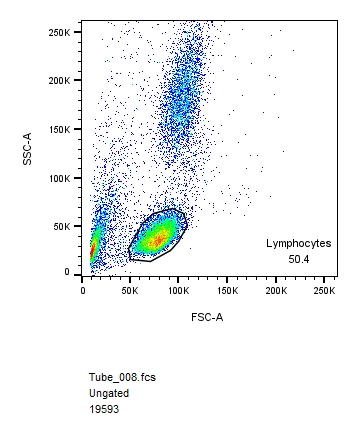 250K
200K
150K
100K
50K
0
SSC-A
Lymphocytes
50.4
0 50K 100K 150K 200K 250K
FSC-A
Tube_008.fcs
Ungated
19593